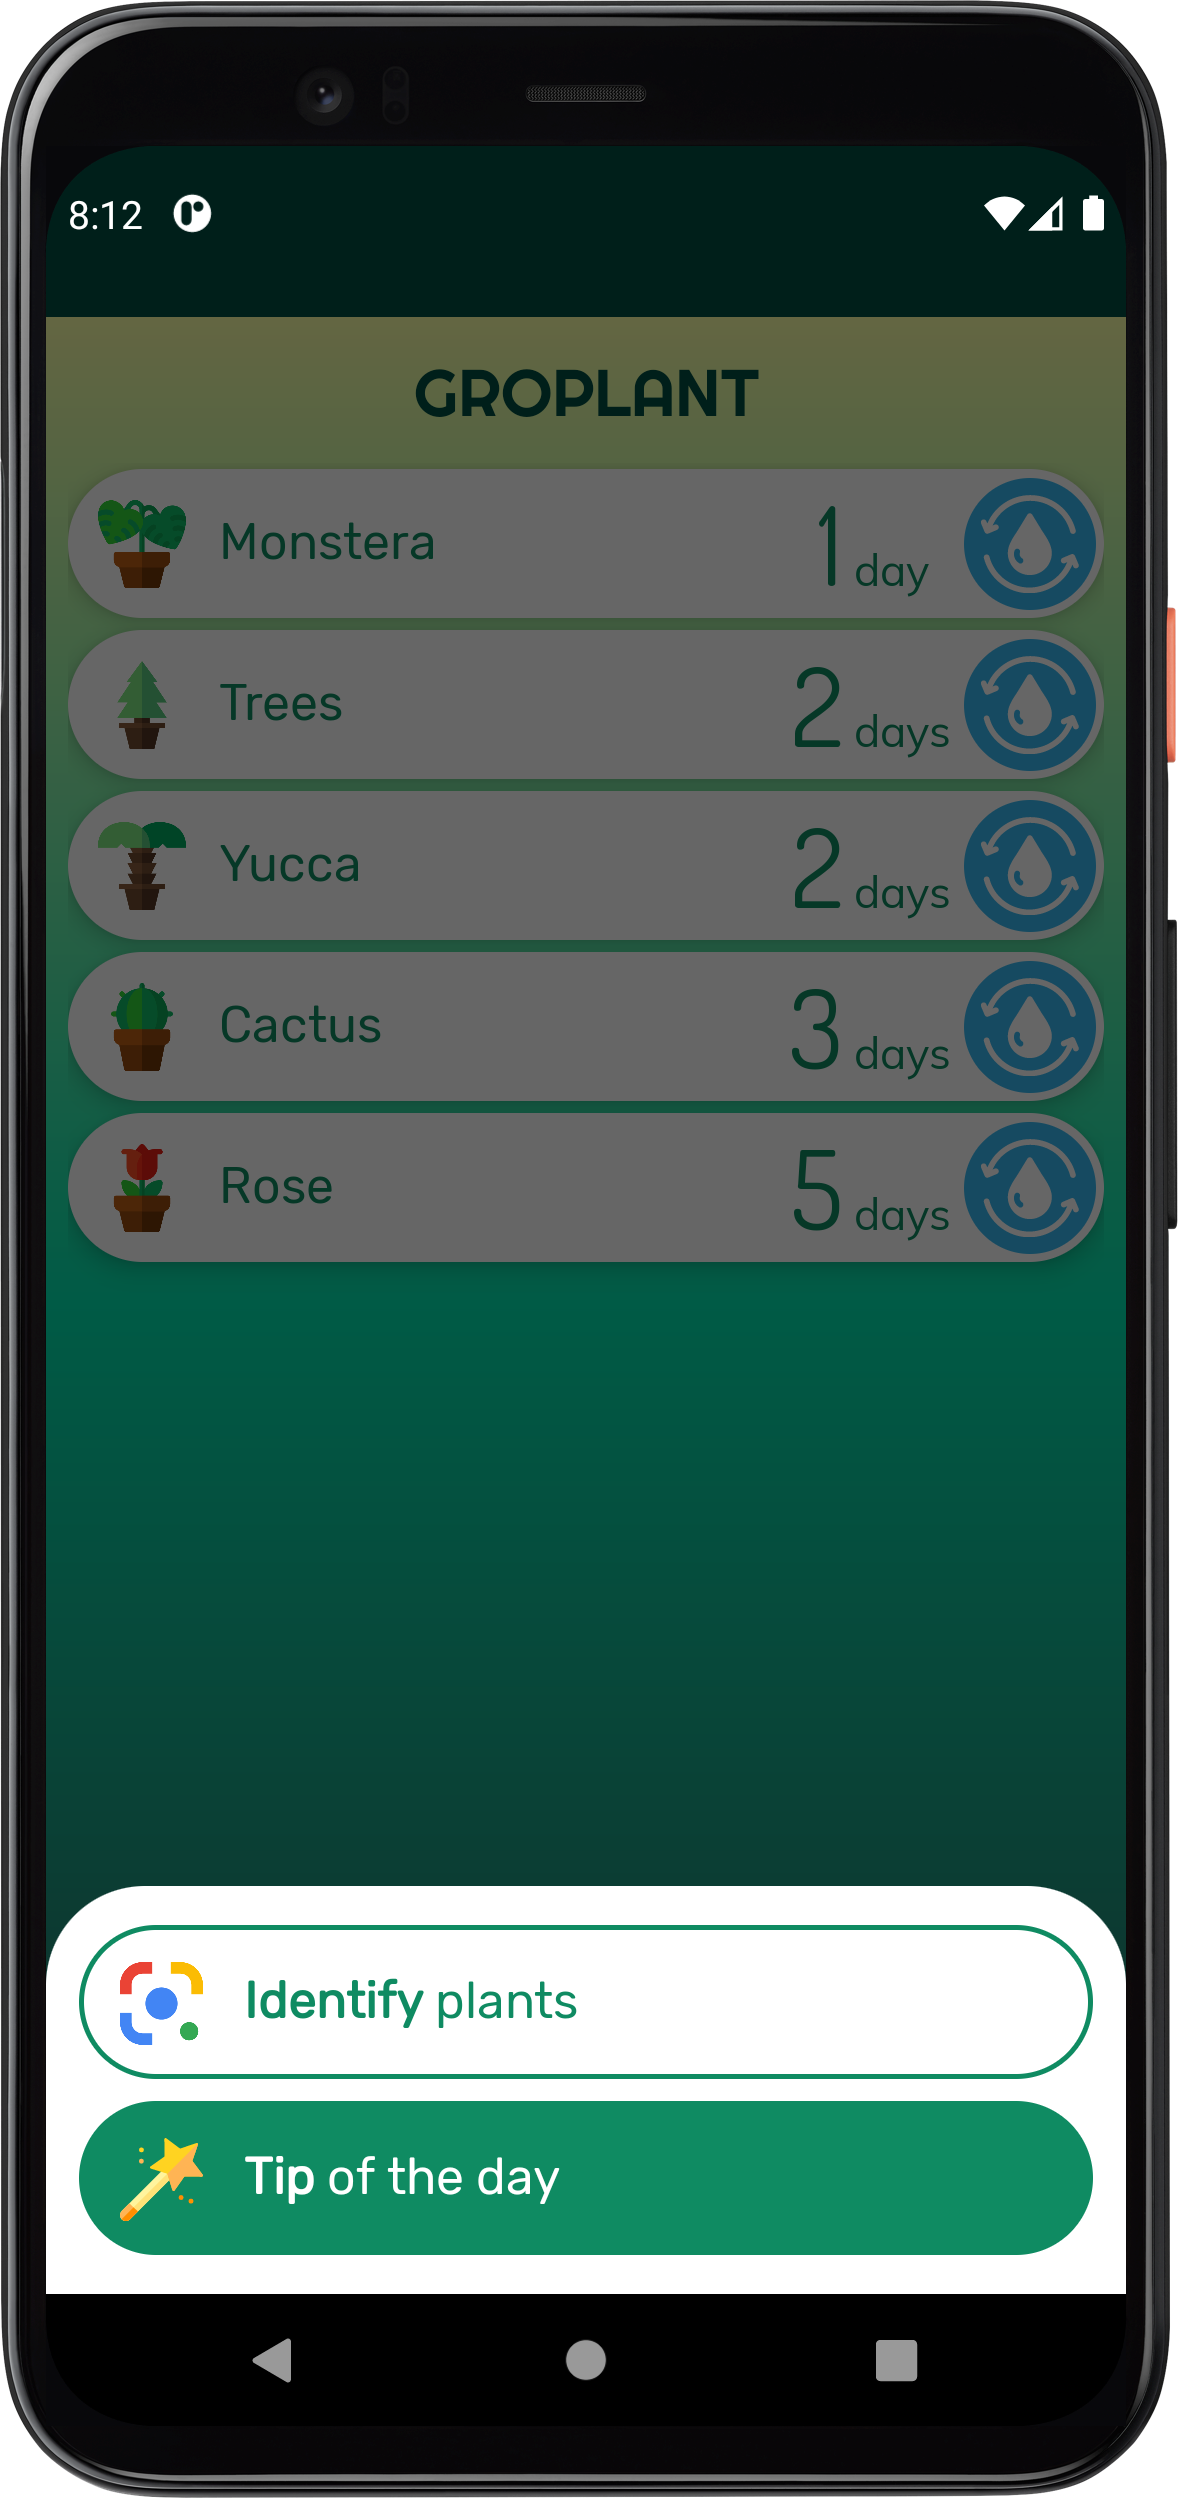 8:12
GROPLANT
Monstera 1 day
Trees 2 days
Yucca 2 days
Cactus 3 days
Rose 5 days
Identify plants
Tip of the day